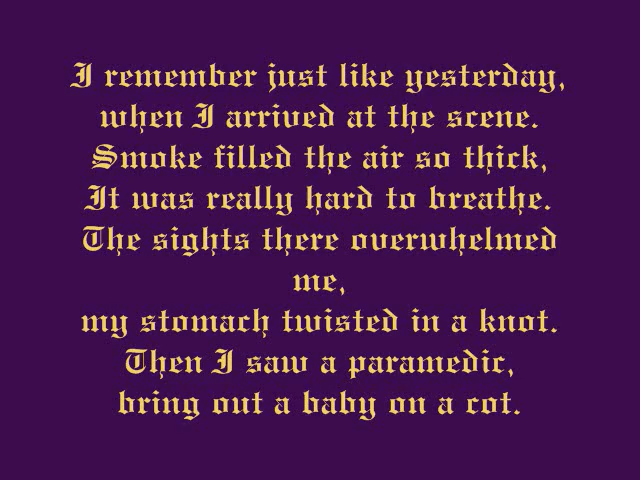 I remember just like yesterday,
when I arrived at the scene.
Smoke filled the air so thick,
It was really hard to breathe.
The sights there overwhelmed
me,
my stomach twisted in a knot.
Then I saw a paramedic,
bring out a baby on a cot.